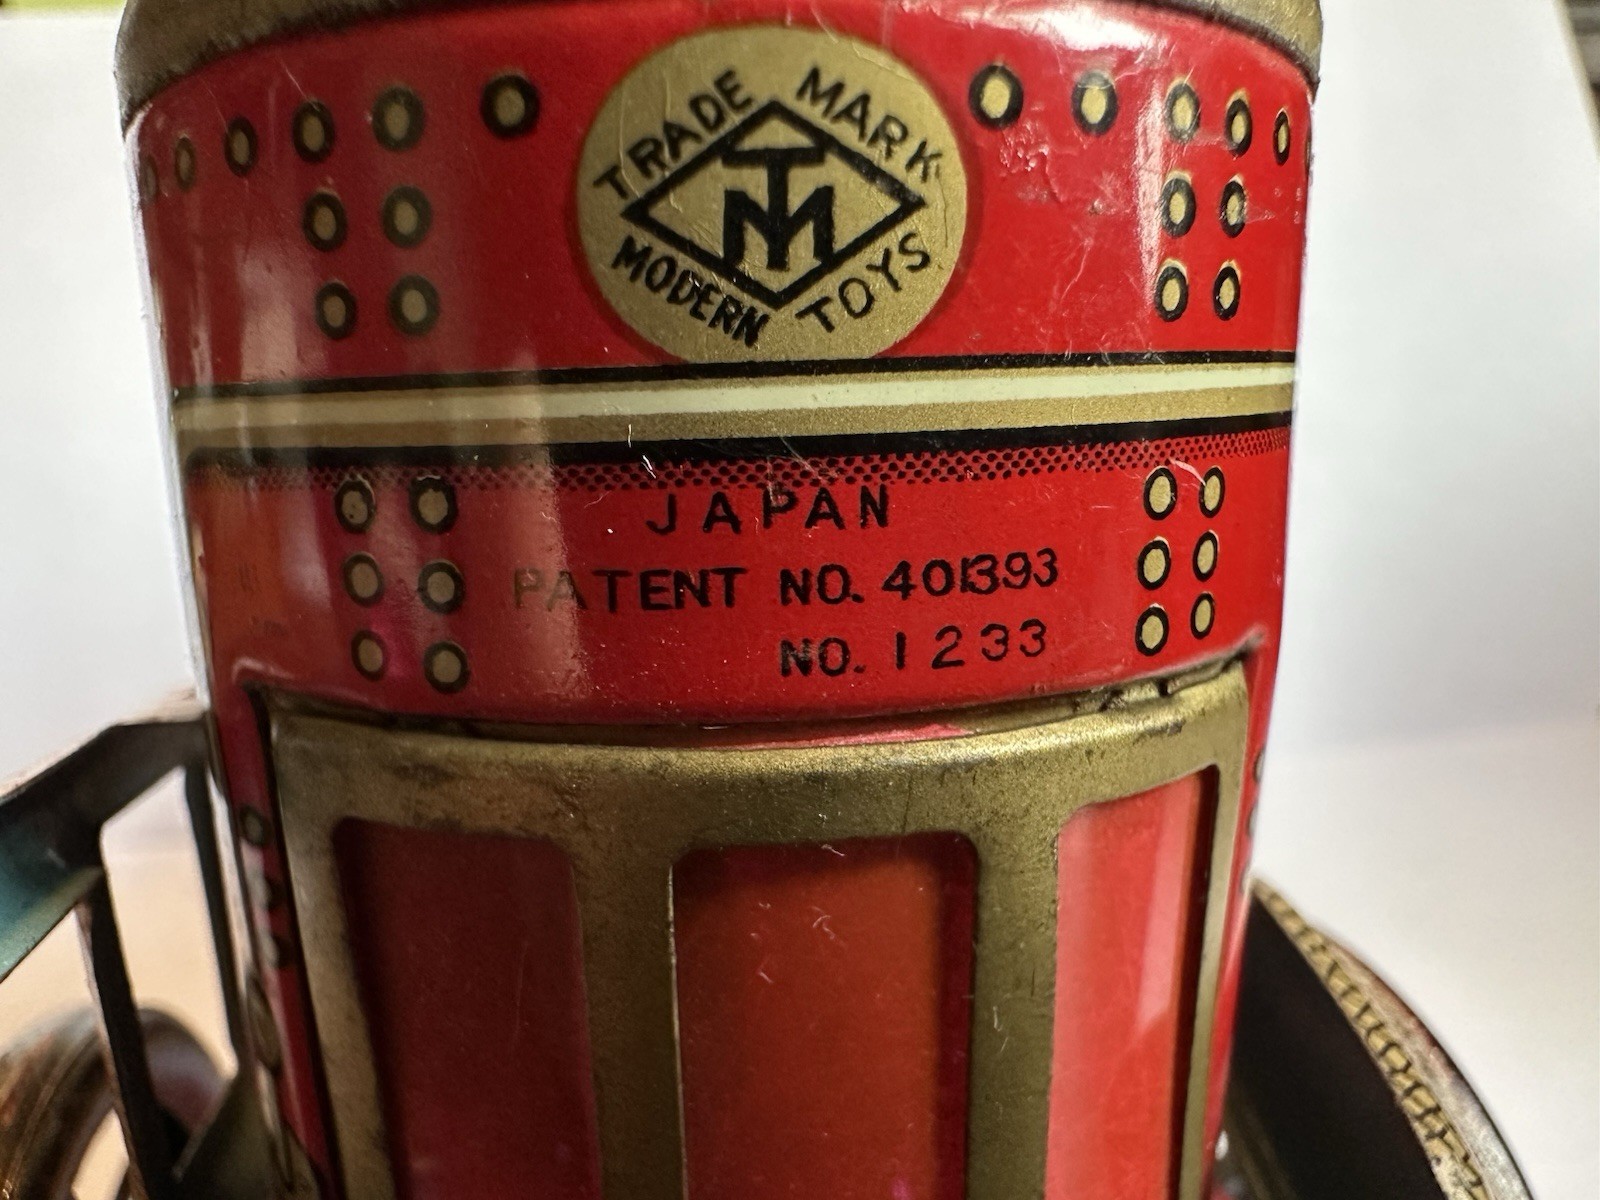 TRADE MARK
TM
MODERN TOYS
JAPAN
PATENT NO. 401393
NO. 1233